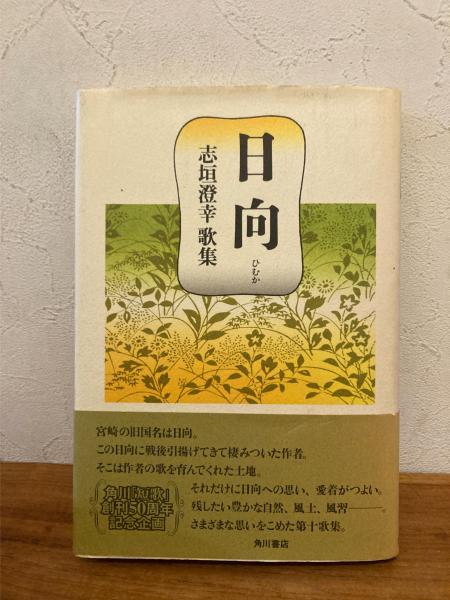 日向
ひむか
志垣澄幸 歌集
宮崎の旧国名は日向。
この日向に戦後引揚げてきて棲みついた作者。
そこは作者の歌を育んでくれた土地。
それだけに日向への思い、愛着がつよい。
残したい豊かな自然、風土、風習――。
さまざまな思いをこめた第十歌集。
角川『短歌』
創刊50周年
記念企画
角川書店